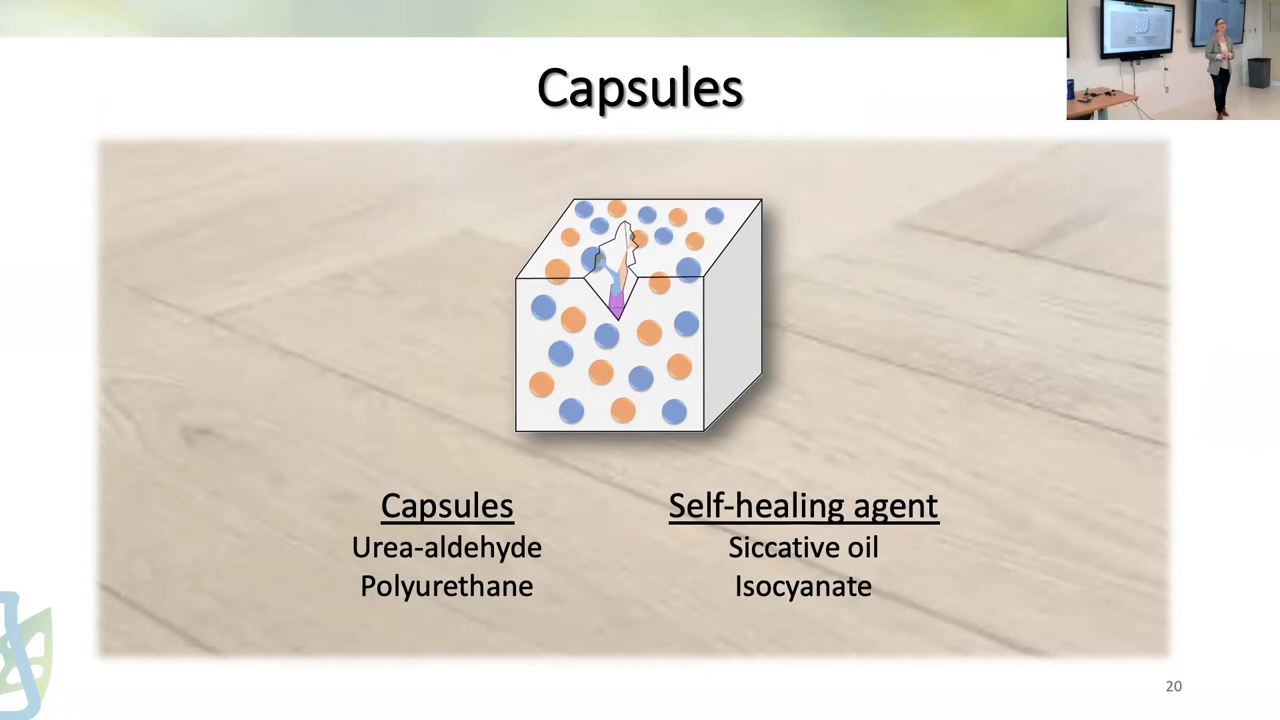 Capsules
Capsules
Urea-aldehyde
Polyurethane
Self-healing agent
Siccative oil
Isocyanate
20